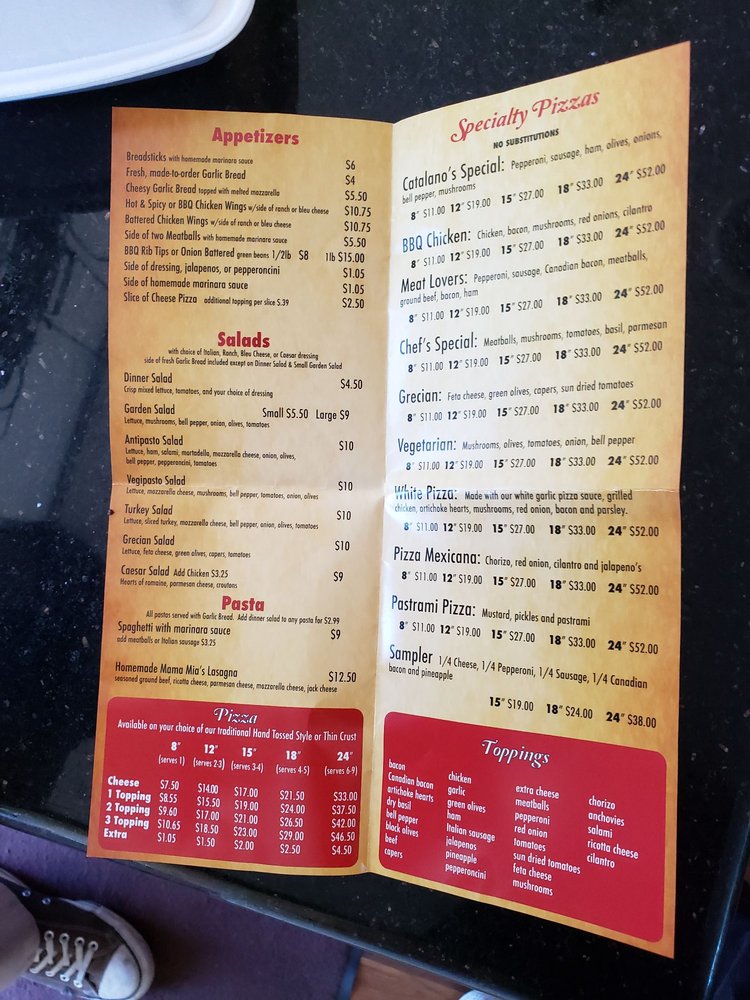 Appetizers
Breadsticks with homemade marinara sauce $6
Fresh, made-to-order Garlic Bread $4
Cheesy Garlic Bread topped with melted mozzarella $5.50
Hot & Spicy or BBQ Chicken Wings w/side of ranch or bleu cheese $10.75
Battered Chicken Wings w/side of ranch or bleu cheese $10.75
Side of two Meatballs with homemade marinara sauce $5.50
BBQ Rib Tips or Onion Battered green beans 1/2lb $8 1lb $15.00
Side of dressing, jalapenos, or pepperoncini $1.05
Side of homemade marinara sauce $1.05
Slice of Cheese Pizza additional topping per slice $.39 $2.50
Salads
with choice of Italian, Ranch, Bleu Cheese, or Caesar dressing
side of fresh Garlic Bread included except on Dinner Salad & Small Garden Salad
Dinner Salad $4.50
Crisp mixed lettuce, tomatoes, and your choice of dressing
Garden Salad Small $5.50 Large $9
Lettuce, mushrooms, bell pepper, onion, olives, tomatoes
Antipasto Salad $10
Lettuce, ham, salami, mortadella, mozzarella cheese, onion, olives,
bell pepper, pepperoncini, tomatoes
Vegipasto Salad $10
Lettuce, mozzarella cheese, mushrooms, bell pepper, tomatoes, onion, olives
Turkey Salad $10
Lettuce, sliced turkey, mozzarella cheese, bell pepper, onion, olives, tomatoes
Grecian Salad $10
Lettuce, feta cheese, green olives, capers, tomatoes
Caesar Salad Add Chicken $3.25 $9
Hearts of romaine, parmesan cheese, croutons
Pasta
All pastas served with Garlic Bread. Add dinner salad to any pasta for $2.99
Spaghetti with marinara sauce $9
add meatballs or Italian sausage $3.25
Homemade Mama Mia's Lasagna $12.50
seasoned ground beef, ricotta cheese, parmesan cheese, mozzarella cheese, jack cheese
Pizza
Available on your choice of our traditional Hand Tossed Style or Thin Crust
8" 12" 15" 18" 24"
(serves 1) (serves 2-3) (serves 3-4) (serves 4-5) (serves 6-9)
Cheese $7.50 $14.00 $17.00 $21.50 $33.00
1 Topping $8.55 $15.50 $19.00 $24.00 $37.50
2 Topping $9.60 $17.00 $21.00 $26.50 $42.00
3 Topping $10.65 $18.50 $23.00 $29.00 $46.50
Extra $1.05 $1.50 $2.00 $2.50 $4.50
Specialty Pizzas
NO SUBSTITUTIONS
Catalano's Special: Pepperoni, sausage, ham, olives, onions,
bell pepper, mushrooms
8" $11.00 12" $19.00 15" $27.00 18" $33.00 24" $52.00
BBQ Chicken: Chicken, bacon, mushrooms, red onions, cilantro
8" $11.00 12" $19.00 15" $27.00 18" $33.00 24" $52.00
Meat Lovers: Pepperoni, sausage, Canadian bacon, meatballs,
ground beef, bacon, ham
8" $11.00 12" $19.00 15" $27.00 18" $33.00 24" $52.00
Chef's Special: Meatballs, mushrooms, tomatoes, basil, parmesan
8" $11.00 12" $19.00 15" $27.00 18" $33.00 24" $52.00
Grecian: Feta cheese, green olives, capers, sun dried tomatoes
8" $11.00 12" $19.00 15" $27.00 18" $33.00 24" $52.00
Vegetarian: Mushrooms, olives, tomatoes, onion, bell pepper
8" $11.00 12" $19.00 15" $27.00 18" $33.00 24" $52.00
White Pizza: Made with our white garlic pizza sauce, grilled
chicken, artichoke hearts, mushrooms, red onion, bacon and parsley.
8" $11.00 12" $19.00 15" $27.00 18" $33.00 24" $52.00
Pizza Mexicana: Chorizo, red onion, cilantro and jalapeno's
8" $11.00 12" $19.00 15" $27.00 18" $33.00 24" $52.00
Pastrami Pizza: Mustard, pickles and pastrami
8" $11.00 12" $19.00 15" $27.00 18" $33.00 24" $52.00
Sampler 1/4 Cheese, 1/4 Pepperoni, 1/4 Sausage, 1/4 Canadian
bacon and pineapple
15" $19.00 18" $24.00 24" $38.00
Toppings
bacon
Canadian bacon
artichoke hearts
dry basil
bell pepper
black olives
beef
capers
chicken
garlic
green olives
ham
Italian sausage
jalapenos
pineapple
pepperoncini
extra cheese
meatballs
pepperoni
red onion
tomatoes
sun dried tomatoes
feta cheese
mushrooms
chorizo
anchovies
salami
ricotta cheese
cilantro